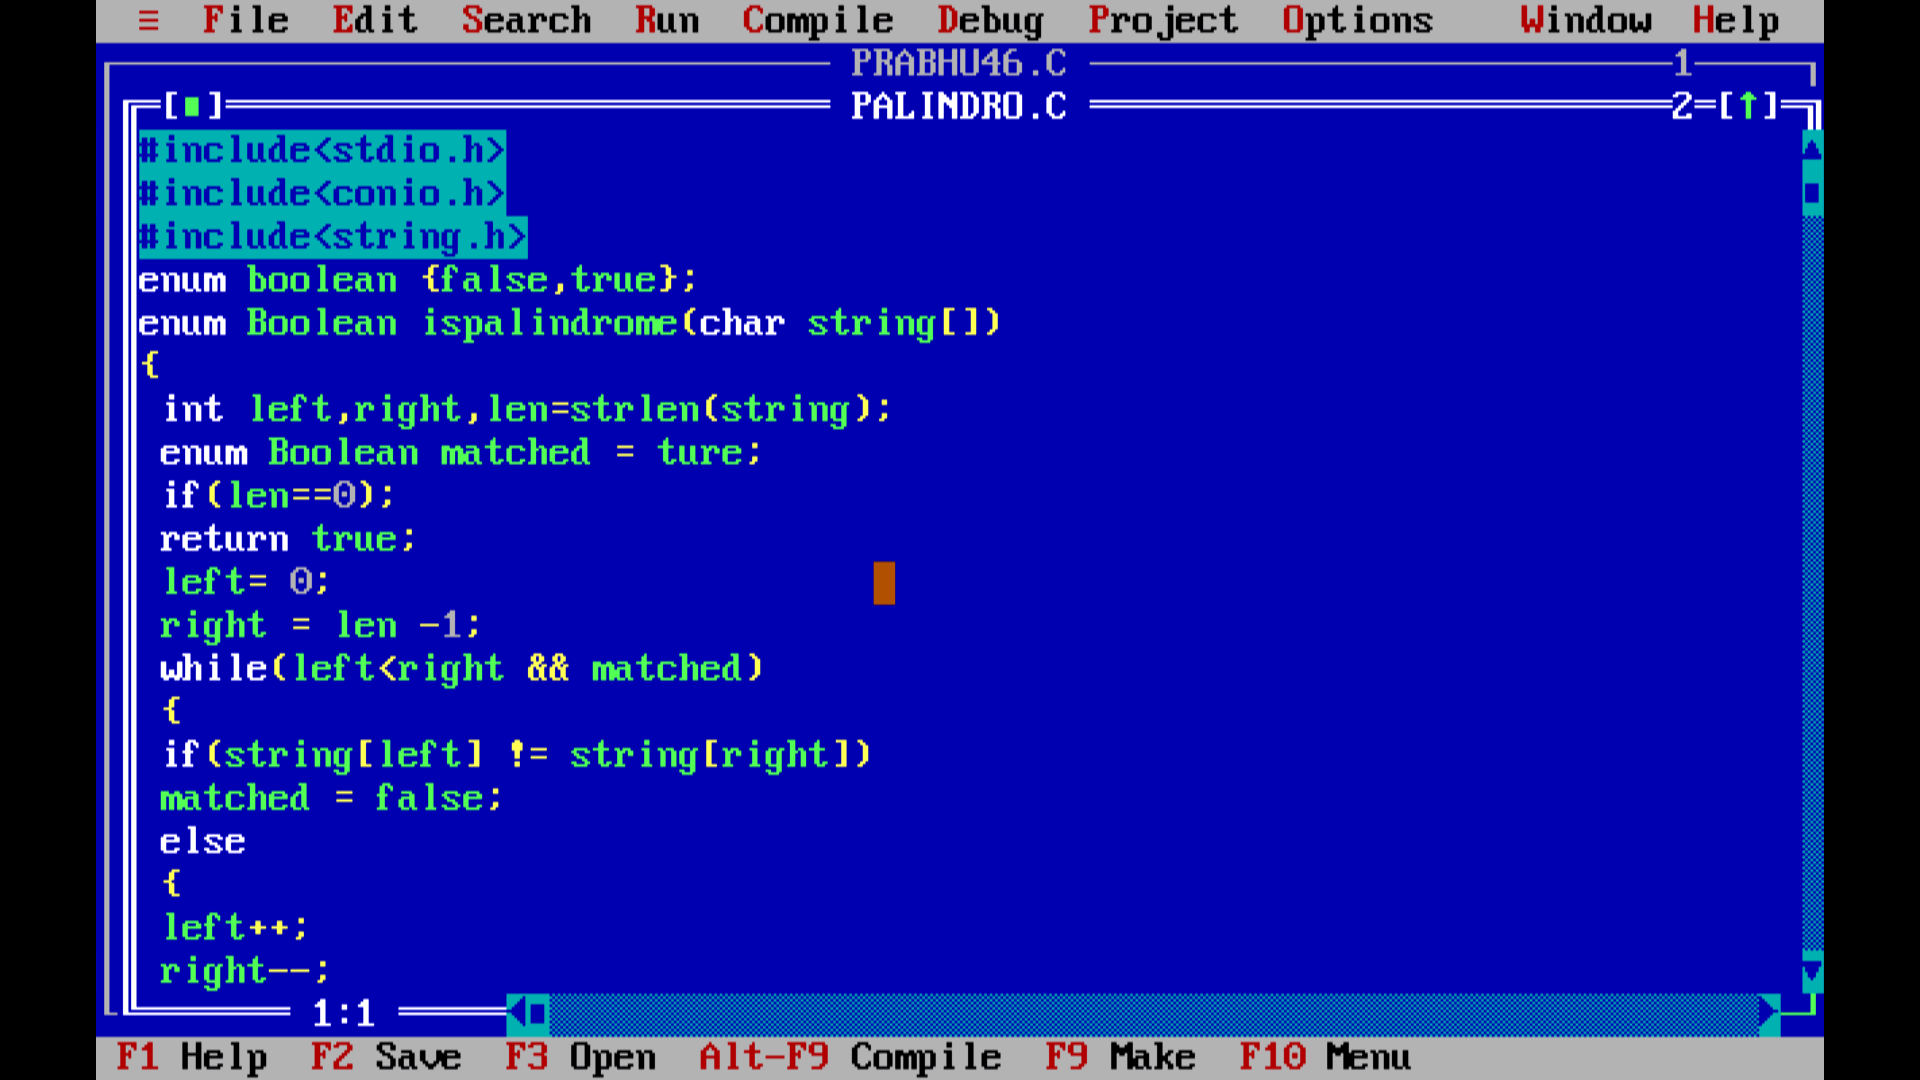 ≡ File Edit Search Run Compile Debug Project Options Window Help
PRABHU46.C 1
[■] PALINDRO.C 2=[↑]
#include<stdio.h>
#include<conio.h>
#include<string.h>
enum boolean {false,true};
enum Boolean ispalindrome(char string[])
{
int left,right,len=strlen(string);
enum Boolean matched = ture;
if(len==0);
return true;
left= 0;
right = len -1;
while(left<right && matched)
{
if(string[left] != string[right])
matched = false;
else
{
left++;
right--;
1:1
F1 Help F2 Save F3 Open Alt-F9 Compile F9 Make F10 Menu